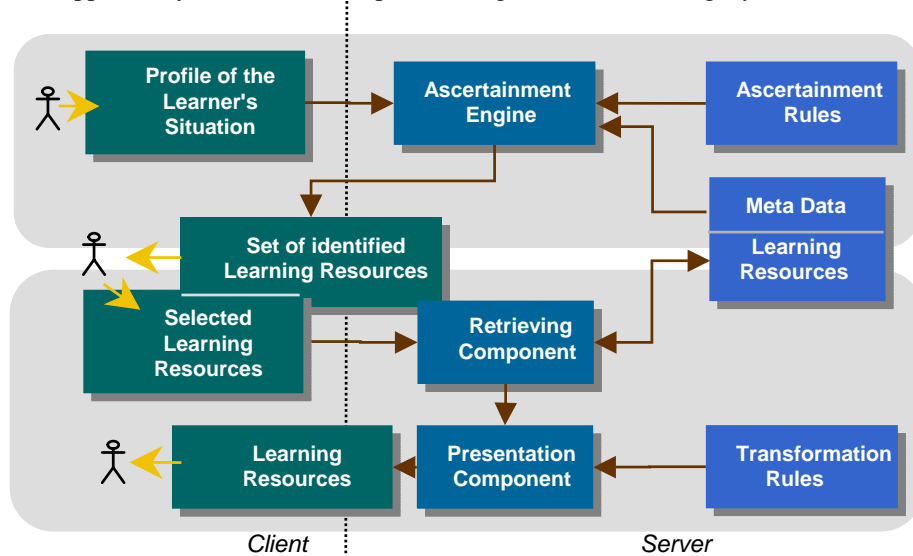 Profile of the
Learner's
Situation
Ascertainment
Engine
Ascertainment
Rules
Meta Data
Learning
Resources
Set of identified
Learning Resources
Selected
Learning
Resources
Retrieving
Component
Learning
Resources
Presentation
Component
Transformation
Rules
Client
Server